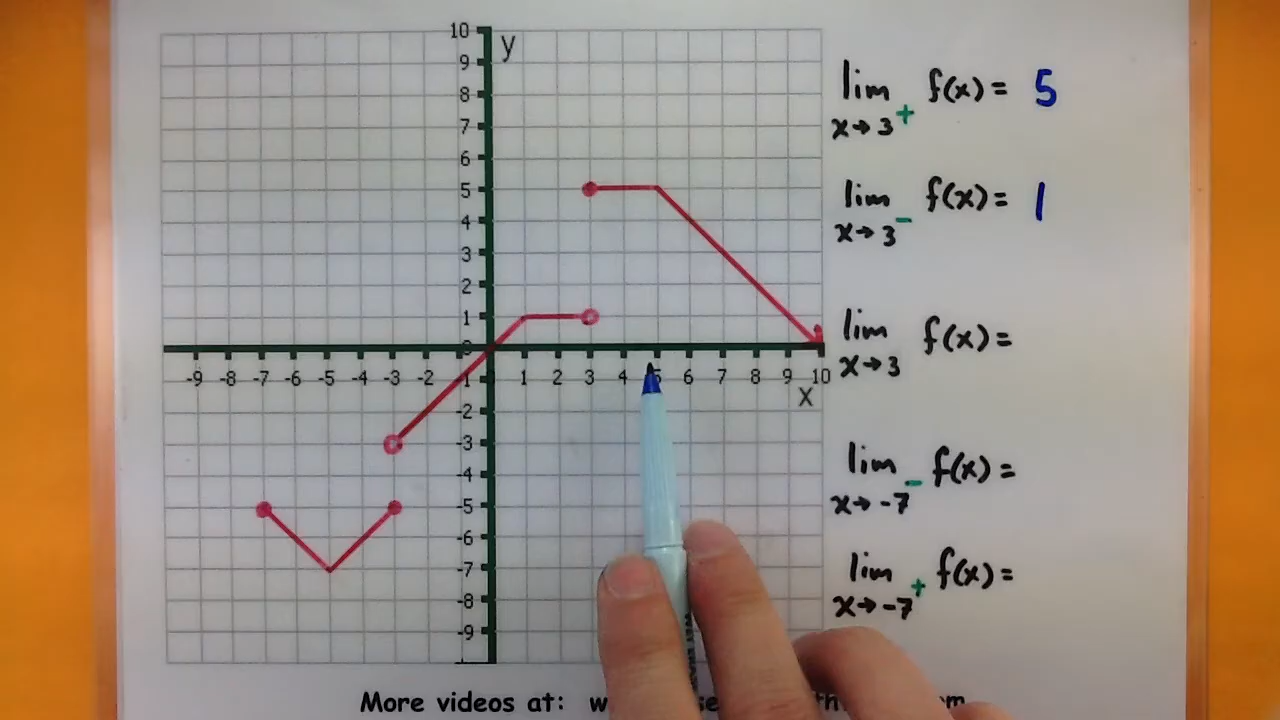 y
10
9
8
7
6
5
4
3
2
1
0
-9 -8 -7 -6 -5 -4 -3 -2 1 2 3 4 5 6 7 8 9 10
x
-1
-2
-3
-4
-5
-6
-7
-8
-9
lim f(x) = 5
x→3⁺
lim f(x) = 1
x→3⁻
lim f(x) =
x→3
lim f(x) =
x→-7⁻
lim f(x) =
x→-7⁺
More videos at: